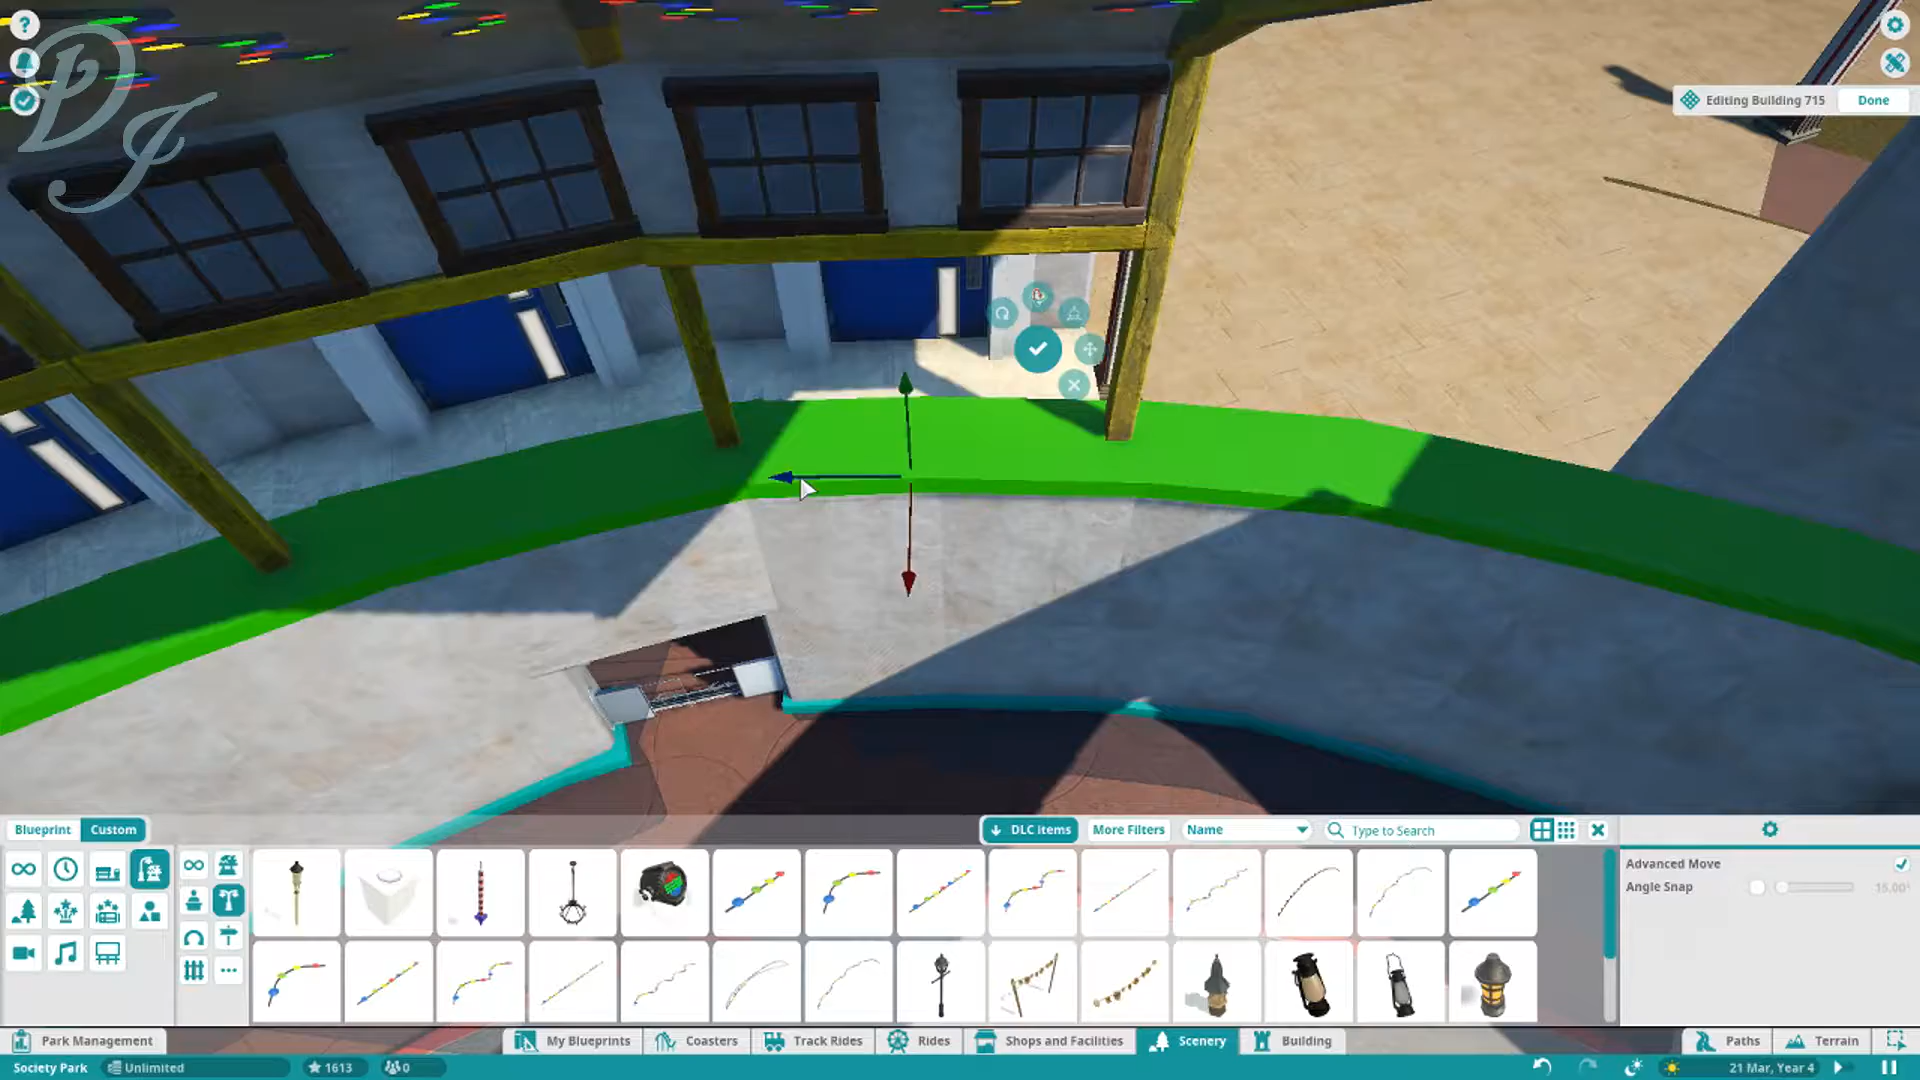 ?
DJ
Editing Building 715
Done
Blueprint
Custom
DLC items
More Filters
Name
Type to Search
Advanced Move
Angle Snap
15.00°
Park Management
My Blueprints
Coasters
Track Rides
Rides
Shops and Facilities
Scenery
Building
Paths
Terrain
Society Park
Unlimited
1613
0
21 Mar, Year 4